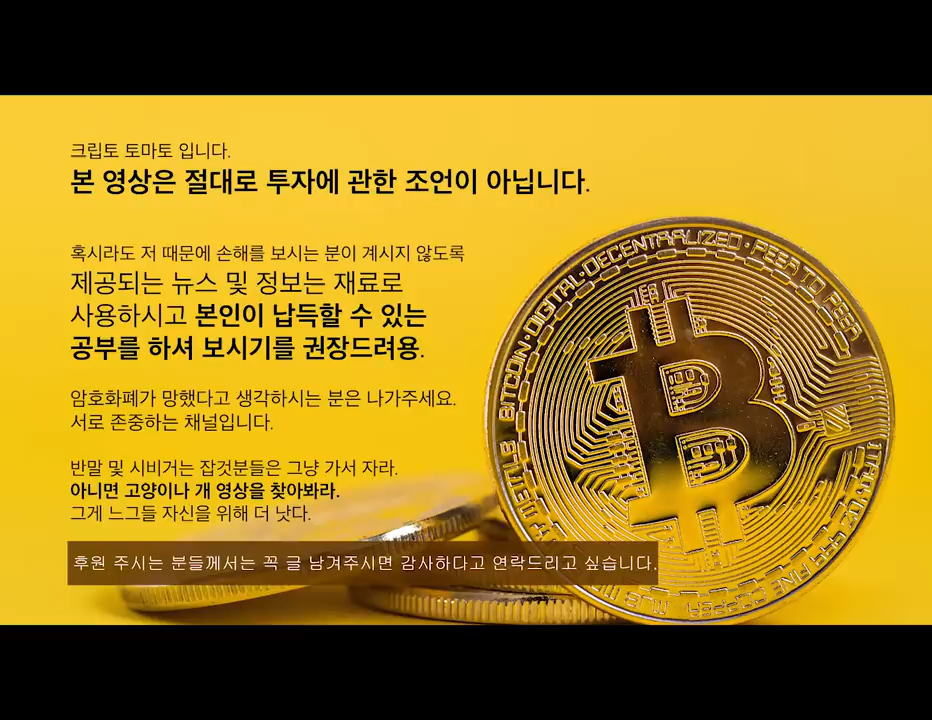 크립토 토마토 입니다.
본 영상은 절대로 투자에 관한 조언이 아닙니다.
혹시라도 저 때문에 손해를 보시는 분이 계시지 않도록
제공되는 뉴스 및 정보는 재료로
사용하시고 본인이 납득할 수 있는
공부를 하셔 보시기를 권장드려용.
암호화폐가 망했다고 생각하시는 분은 나가주세요.
서로 존중하는 채널입니다.
반말 및 시비거는 잡것분들은 그냥 가서 자라.
아니면 고양이나 개 영상을 찾아봐라.
그게 느그들 자신을 위해 더 낫다.
후원 주시는 분들께서는 꼭 글 남겨주시면 감사하다고 연락드리고 싶습니다.
BITCOIN·DIGITAL·DECENTRALIZED·PEER TO PEER